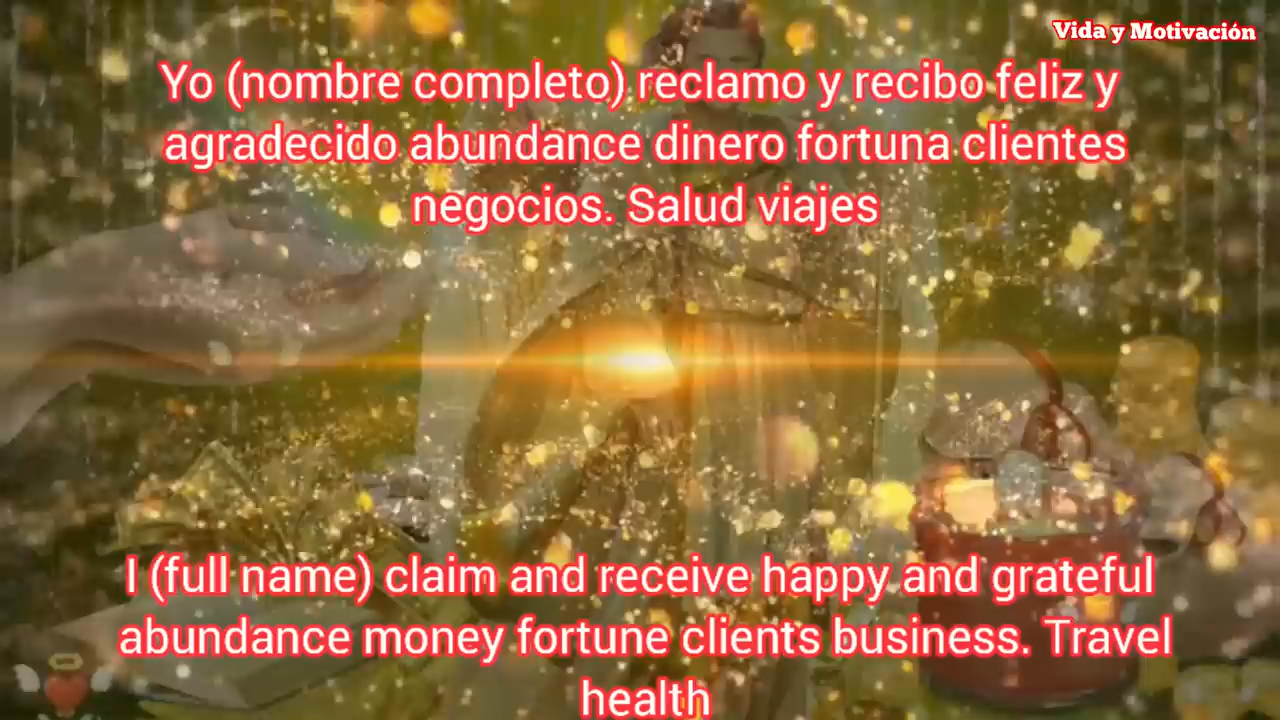 Vida y Motivación
Yo (nombre completo) reclamo y recibo feliz y
agradecido abundance dinero fortuna clientes
negocios. Salud viajes
I (full name) claim and receive happy and grateful
abundance money fortune clients business. Travel
health